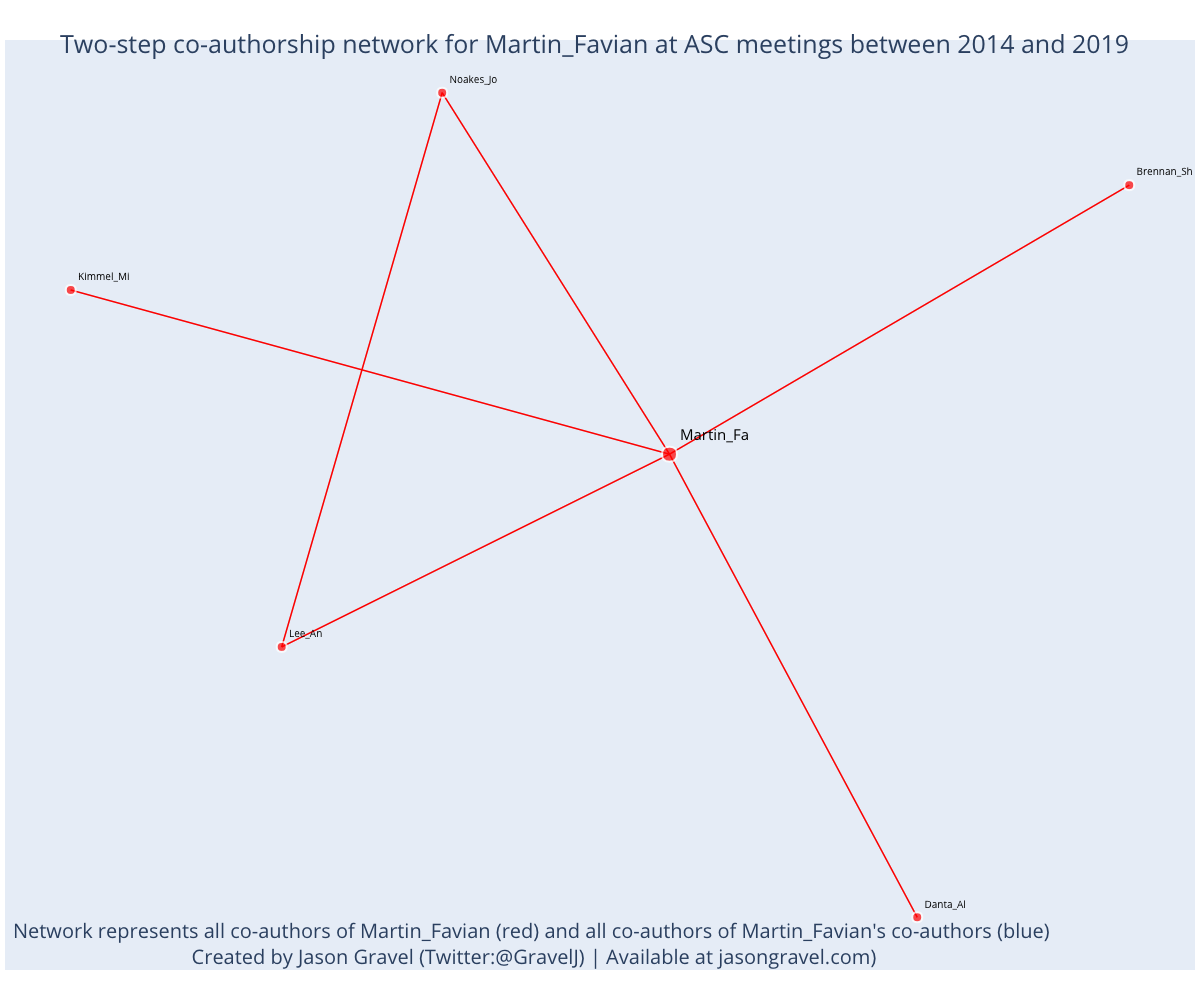 Two-step co-authorship network for Martin_Favian at ASC meetings between 2014 and 2019
Noakes_Jo
Brennan_Sh
Kimmel_Mi
Martin_Fa
Lee_An
Danta_Al
Network represents all co-authors of Martin_Favian (red) and all co-authors of Martin_Favian's co-authors (blue)
Created by Jason Gravel (Twitter:@GravelJ) | Available at jasongravel.com)